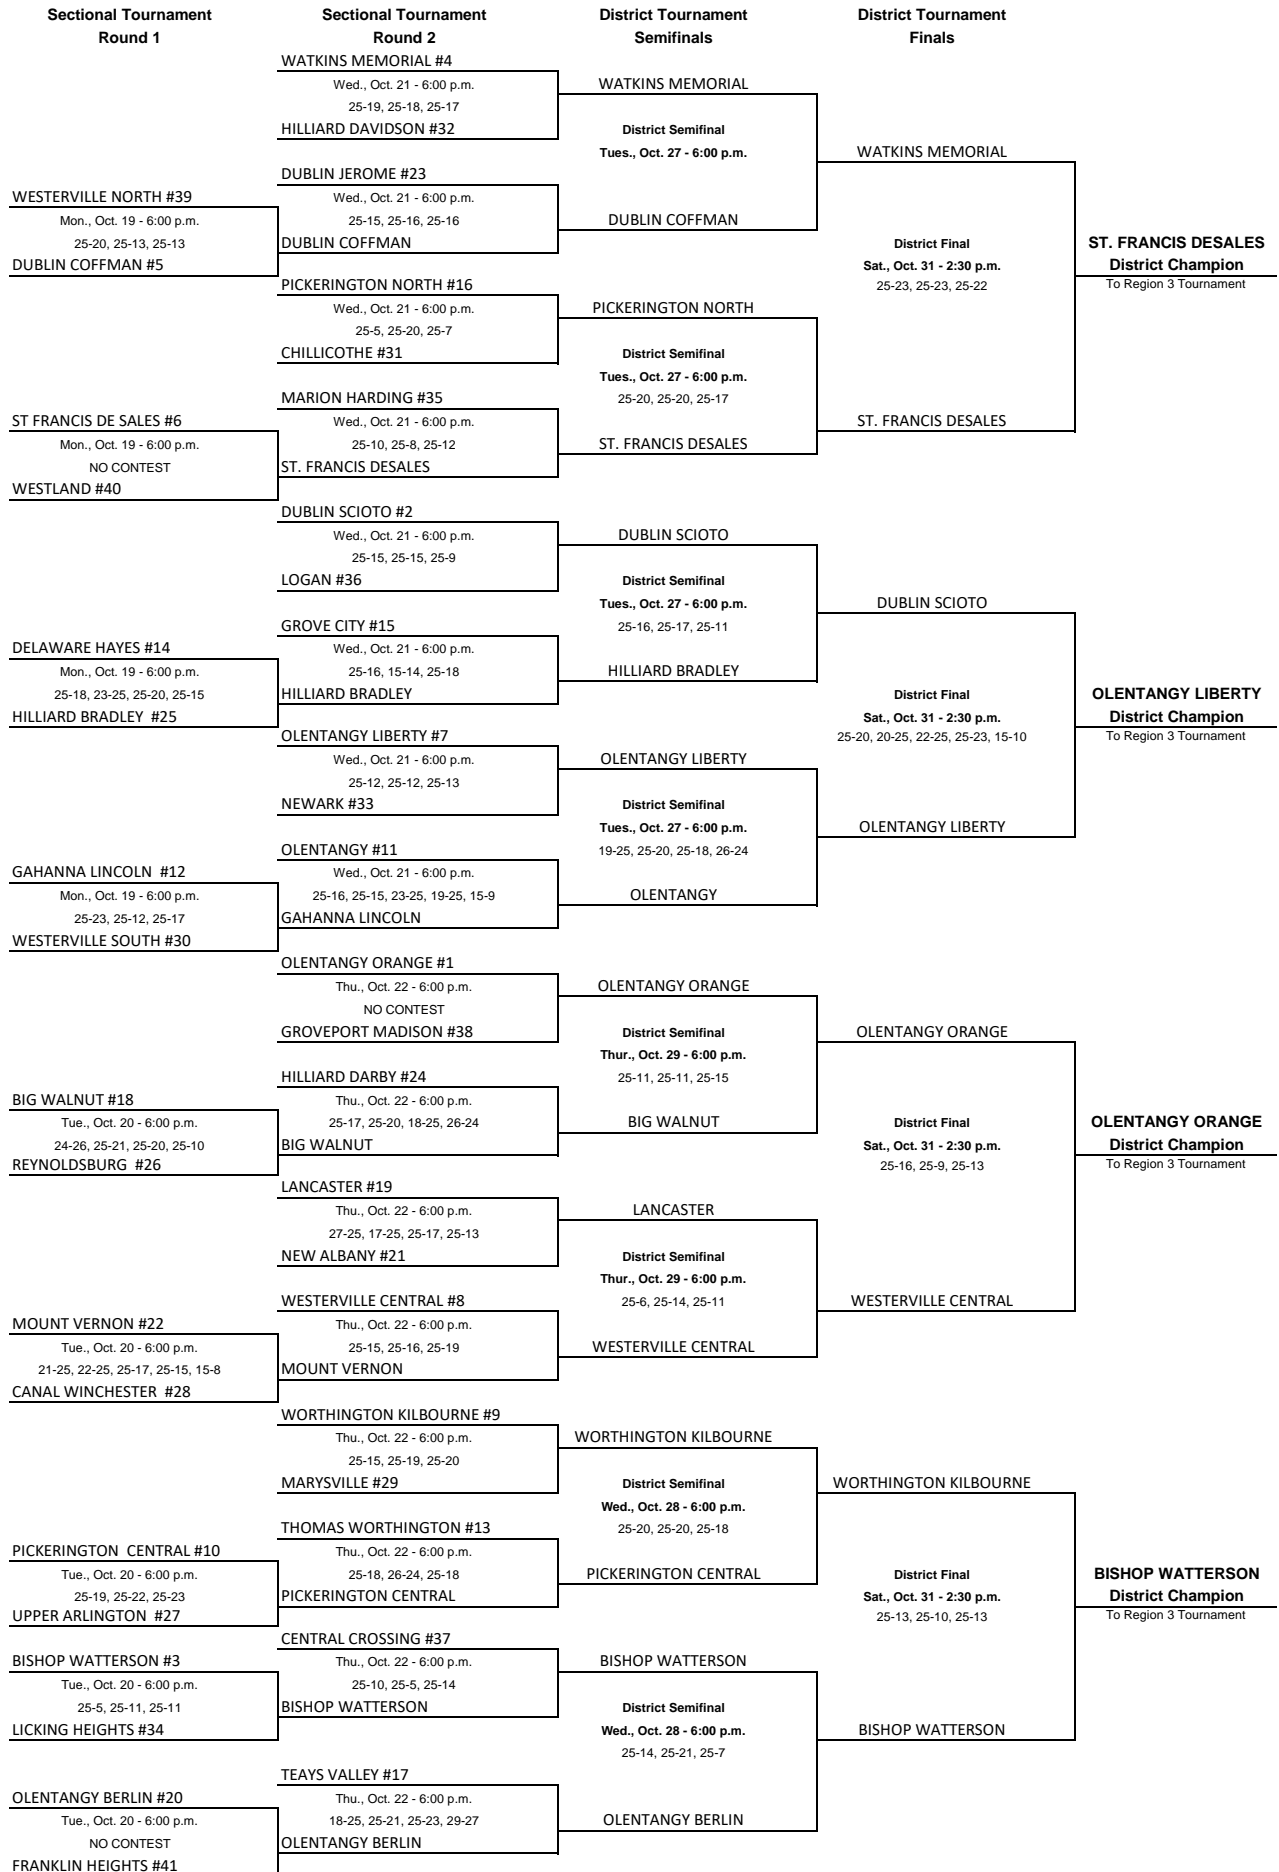 Sectional Tournament
Round 1
Sectional Tournament
Round 2
District Tournament
Semifinals
District Tournament
Finals
WESTERVILLE NORTH #39
Mon., Oct. 19 - 6:00 p.m.
25-20, 25-13, 25-13
DUBLIN COFFMAN #5
ST FRANCIS DE SALES #6
Mon., Oct. 19 - 6:00 p.m.
NO CONTEST
WESTLAND #40
DELAWARE HAYES #14
Mon., Oct. 19 - 6:00 p.m.
25-18, 23-25, 25-20, 25-15
HILLIARD BRADLEY #25
GAHANNA LINCOLN #12
Mon., Oct. 19 - 6:00 p.m.
25-23, 25-12, 25-17
WESTERVILLE SOUTH #30
BIG WALNUT #18
Tue., Oct. 20 - 6:00 p.m.
24-26, 25-21, 25-20, 25-10
REYNOLDSBURG #26
MOUNT VERNON #22
Tue., Oct. 20 - 6:00 p.m.
21-25, 22-25, 25-17, 25-15, 15-8
CANAL WINCHESTER #28
PICKERINGTON CENTRAL #10
Tue., Oct. 20 - 6:00 p.m.
25-19, 25-22, 25-23
UPPER ARLINGTON #27
BISHOP WATTERSON #3
Tue., Oct. 20 - 6:00 p.m.
25-5, 25-11, 25-11
LICKING HEIGHTS #34
OLENTANGY BERLIN #20
Tue., Oct. 20 - 6:00 p.m.
NO CONTEST
FRANKLIN HEIGHTS #41
WATKINS MEMORIAL #4
Wed., Oct. 21 - 6:00 p.m.
25-19, 25-18, 25-17
HILLIARD DAVIDSON #32
DUBLIN JEROME #23
Wed., Oct. 21 - 6:00 p.m.
25-15, 25-16, 25-16
DUBLIN COFFMAN
PICKERINGTON NORTH #16
Wed., Oct. 21 - 6:00 p.m.
25-5, 25-20, 25-7
CHILLICOTHE #31
MARION HARDING #35
Wed., Oct. 21 - 6:00 p.m.
25-10, 25-8, 25-12
ST. FRANCIS DESALES
DUBLIN SCIOTO #2
Wed., Oct. 21 - 6:00 p.m.
25-15, 25-15, 25-9
LOGAN #36
GROVE CITY #15
Wed., Oct. 21 - 6:00 p.m.
25-16, 15-14, 25-18
HILLIARD BRADLEY
OLENTANGY LIBERTY #7
Wed., Oct. 21 - 6:00 p.m.
25-12, 25-12, 25-13
NEWARK #33
OLENTANGY #11
Wed., Oct. 21 - 6:00 p.m.
25-16, 25-15, 23-25, 19-25, 15-9
GAHANNA LINCOLN
OLENTANGY ORANGE #1
Thu., Oct. 22 - 6:00 p.m.
NO CONTEST
GROVEPORT MADISON #38
HILLIARD DARBY #24
Thu., Oct. 22 - 6:00 p.m.
25-17, 25-20, 18-25, 26-24
BIG WALNUT
LANCASTER #19
Thu., Oct. 22 - 6:00 p.m.
27-25, 17-25, 25-17, 25-13
NEW ALBANY #21
WESTERVILLE CENTRAL #8
Thu., Oct. 22 - 6:00 p.m.
25-15, 25-16, 25-19
MOUNT VERNON
WORTHINGTON KILBOURNE #9
Thu., Oct. 22 - 6:00 p.m.
25-15, 25-19, 25-20
MARYSVILLE #29
THOMAS WORTHINGTON #13
Thu., Oct. 22 - 6:00 p.m.
25-18, 26-24, 25-18
PICKERINGTON CENTRAL
CENTRAL CROSSING #37
Thu., Oct. 22 - 6:00 p.m.
25-10, 25-5, 25-14
BISHOP WATTERSON
TEAYS VALLEY #17
Thu., Oct. 22 - 6:00 p.m.
18-25, 25-21, 25-23, 29-27
OLENTANGY BERLIN
WATKINS MEMORIAL
District Semifinal
Tues., Oct. 27 - 6:00 p.m.
DUBLIN COFFMAN
PICKERINGTON NORTH
District Semifinal
Tues., Oct. 27 - 6:00 p.m.
25-20, 25-20, 25-17
ST. FRANCIS DESALES
DUBLIN SCIOTO
District Semifinal
Tues., Oct. 27 - 6:00 p.m.
25-16, 25-17, 25-11
HILLIARD BRADLEY
OLENTANGY LIBERTY
District Semifinal
Tues., Oct. 27 - 6:00 p.m.
19-25, 25-20, 25-18, 26-24
OLENTANGY
OLENTANGY ORANGE
District Semifinal
Thur., Oct. 29 - 6:00 p.m.
25-11, 25-11, 25-15
BIG WALNUT
LANCASTER
District Semifinal
Thur., Oct. 29 - 6:00 p.m.
25-6, 25-14, 25-11
WESTERVILLE CENTRAL
WORTHINGTON KILBOURNE
District Semifinal
Wed., Oct. 28 - 6:00 p.m.
25-20, 25-20, 25-18
PICKERINGTON CENTRAL
BISHOP WATTERSON
District Semifinal
Wed., Oct. 28 - 6:00 p.m.
25-14, 25-21, 25-7
OLENTANGY BERLIN
WATKINS MEMORIAL
District Final
Sat., Oct. 31 - 2:30 p.m.
25-23, 25-23, 25-22
ST. FRANCIS DESALES
DUBLIN SCIOTO
District Final
Sat., Oct. 31 - 2:30 p.m.
25-20, 20-25, 22-25, 25-23, 15-10
OLENTANGY LIBERTY
OLENTANGY ORANGE
District Final
Sat., Oct. 31 - 2:30 p.m.
25-16, 25-9, 25-13
WESTERVILLE CENTRAL
WORTHINGTON KILBOURNE
District Final
Sat., Oct. 31 - 2:30 p.m.
25-13, 25-10, 25-13
BISHOP WATTERSON
ST. FRANCIS DESALES
District Champion
To Region 3 Tournament
OLENTANGY LIBERTY
District Champion
To Region 3 Tournament
OLENTANGY ORANGE
District Champion
To Region 3 Tournament
BISHOP WATTERSON
District Champion
To Region 3 Tournament